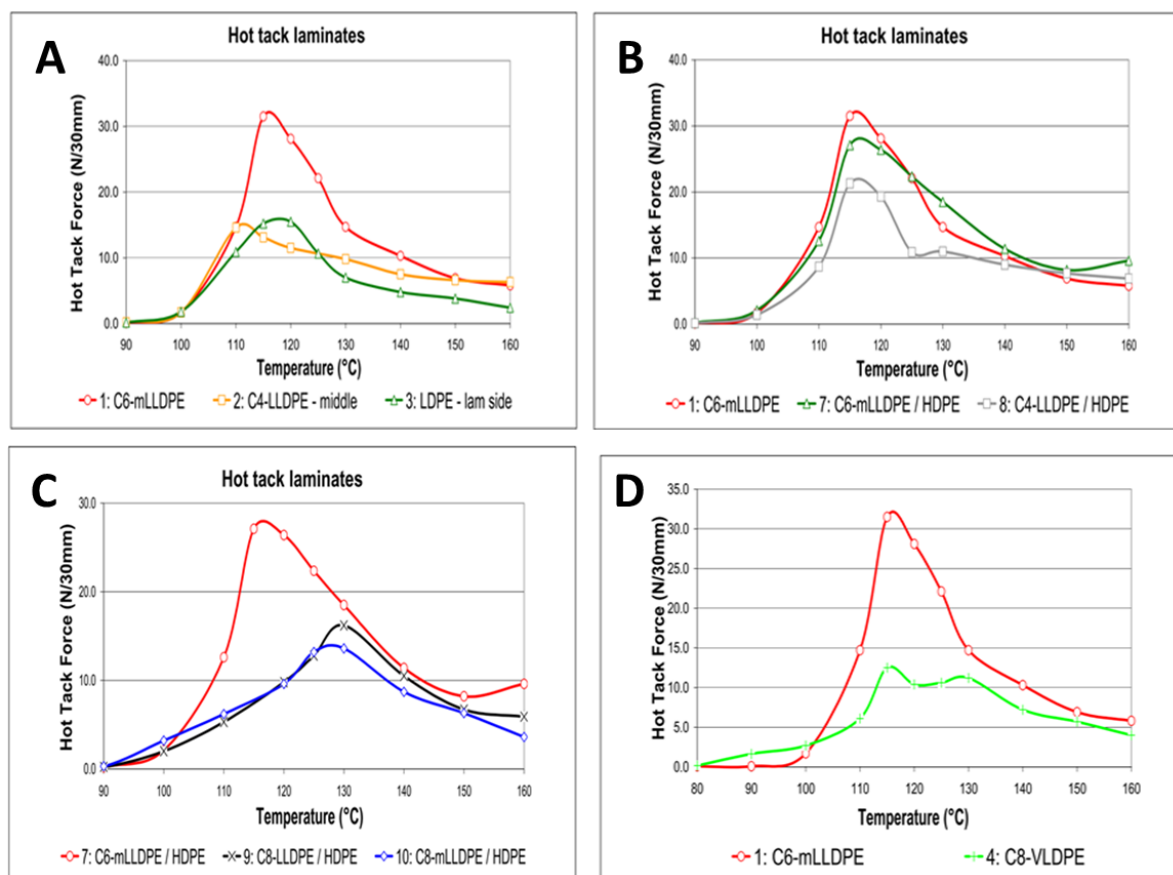 A
Hot tack laminates
Hot Tack Force (N/30mm)
40.0
30.0
20.0
10.0
0.0
90 100 110 120 130 140 150 160
Temperature (°C)
1: C6-mLLDPE 2: C4-LLDPE - middle 3: LDPE - lam side
B
Hot tack laminates
Hot Tack Force (N/30mm)
40.0
30.0
20.0
10.0
0.0
90 100 110 120 130 140 150 160
Temperature (°C)
1: C6-mLLDPE 7: C6-mLLDPE / HDPE 8: C4-LLDPE / HDPE
C
Hot tack laminates
Hot Tack Force (N/30mm)
30.0
20.0
10.0
0.0
90 100 110 120 130 140 150 160
Temperature (°C)
7: C6-mLLDPE / HDPE 9: C8-LLDPE / HDPE 10: C8-mLLDPE / HDPE
D
Hot Tack Force (N/30mm)
35.0
30.0
25.0
20.0
15.0
10.0
5.0
0.0
80 90 100 110 120 130 140 150 160
Temperature (°C)
1: C6-mLLDPE 4: C8-VLDPE